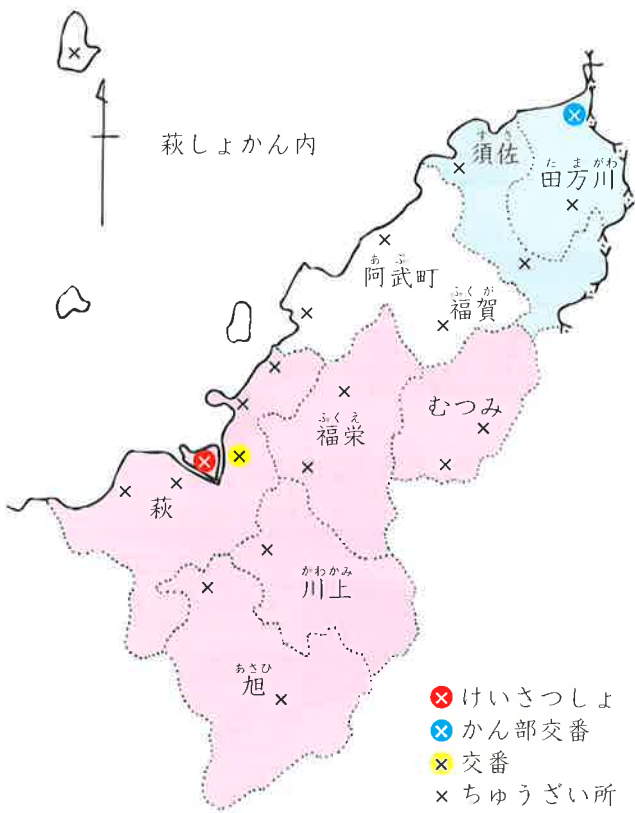 萩しょかん内
すさ
須佐
たまがわ
田万川
あぶ
阿武町
ふくが
福賀
ふくえ
福栄
むつみ
萩
かわかみ
川上
あさひ
旭
けいさつしょ
かん部交番
交番
ちゅうざい所